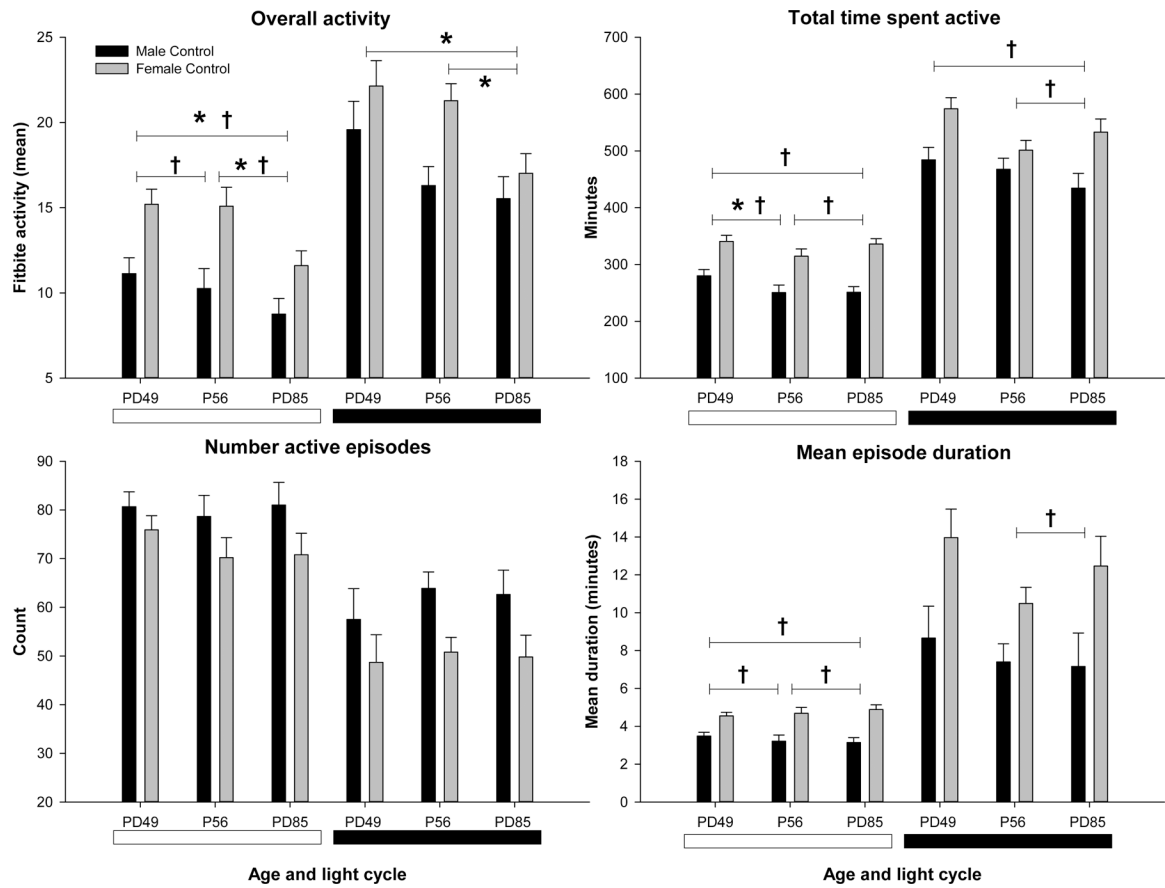 Overall activity
25
20
15
10
5
Fitbite activity (mean)
Male Control
Female Control
* †
†
* †
*
*
PD49 P56 PD85 PD49 P56 PD85
Total time spent active
700
600
500
400
300
200
100
Minutes
†
* †
†
†
†
PD49 P56 PD85 PD49 P56 PD85
Number active episodes
90
80
70
60
50
40
30
20
Count
PD49 P56 PD85 PD49 P56 PD85
Age and light cycle
Mean episode duration
18
16
14
12
10
8
6
4
2
0
Mean duration (minutes)
†
†
†
†
PD49 P56 PD85 PD49 P56 PD85
Age and light cycle